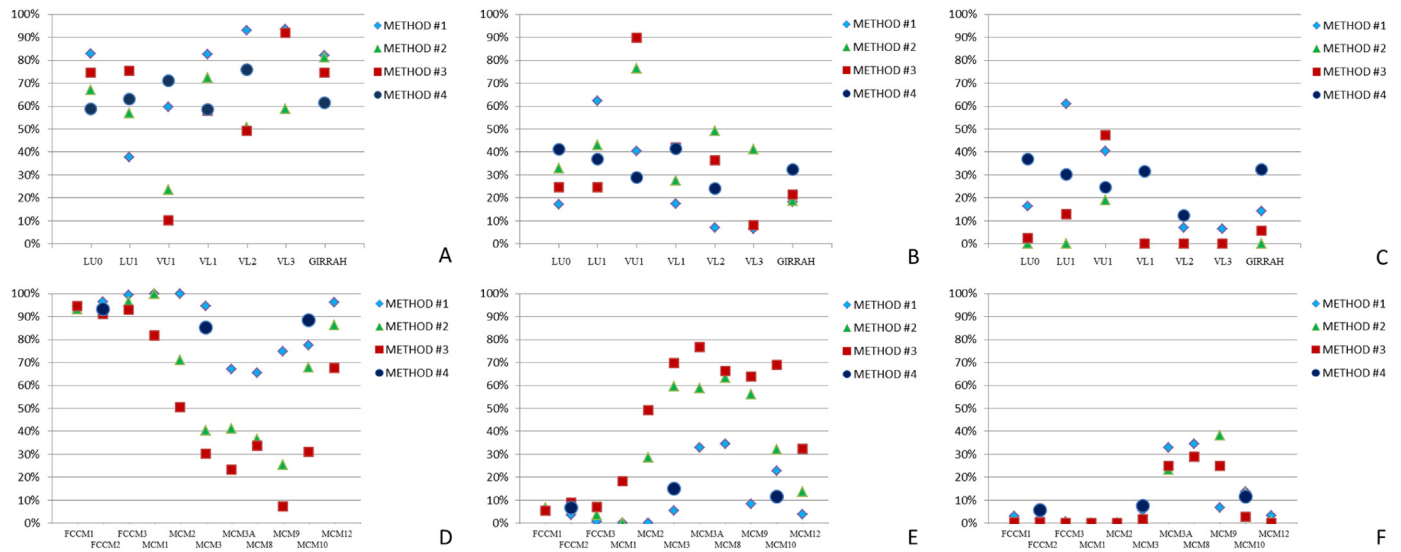 100%
90%
80%
70%
60%
50%
40%
30%
20%
10%
0%
LU0 LU1 VU1 VL1 VL2 VL3 GIRRAH
METHOD #1
METHOD #2
METHOD #3
METHOD #4
A
100%
90%
80%
70%
60%
50%
40%
30%
20%
10%
0%
LU0 LU1 VU1 VL1 VL2 VL3 GIRRAH
METHOD #1
METHOD #2
METHOD #3
METHOD #4
B
100%
90%
80%
70%
60%
50%
40%
30%
20%
10%
0%
LU0 LU1 VU1 VL1 VL2 VL3 GIRRAH
METHOD #1
METHOD #2
METHOD #3
METHOD #4
C
100%
90%
80%
70%
60%
50%
40%
30%
20%
10%
0%
FCCM1 FCCM3 MCM2 MCM3A MCM9 MCM12
FCCM2 MCM1 MCM3 MCM8 MCM10
METHOD #1
METHOD #2
METHOD #3
METHOD #4
D
100%
90%
80%
70%
60%
50%
40%
30%
20%
10%
0%
FCCM1 FCCM3 MCM2 MCM3A MCM9 MCM12
FCCM2 MCM1 MCM3 MCM8 MCM10
METHOD #1
METHOD #2
METHOD #3
METHOD #4
E
100%
90%
80%
70%
60%
50%
40%
30%
20%
10%
0%
FCCM1 FCCM3 MCM2 MCM3A MCM9 MCM12
FCCM2 MCM1 MCM3 MCM8 MCM10
METHOD #1
METHOD #2
METHOD #3
METHOD #4
F